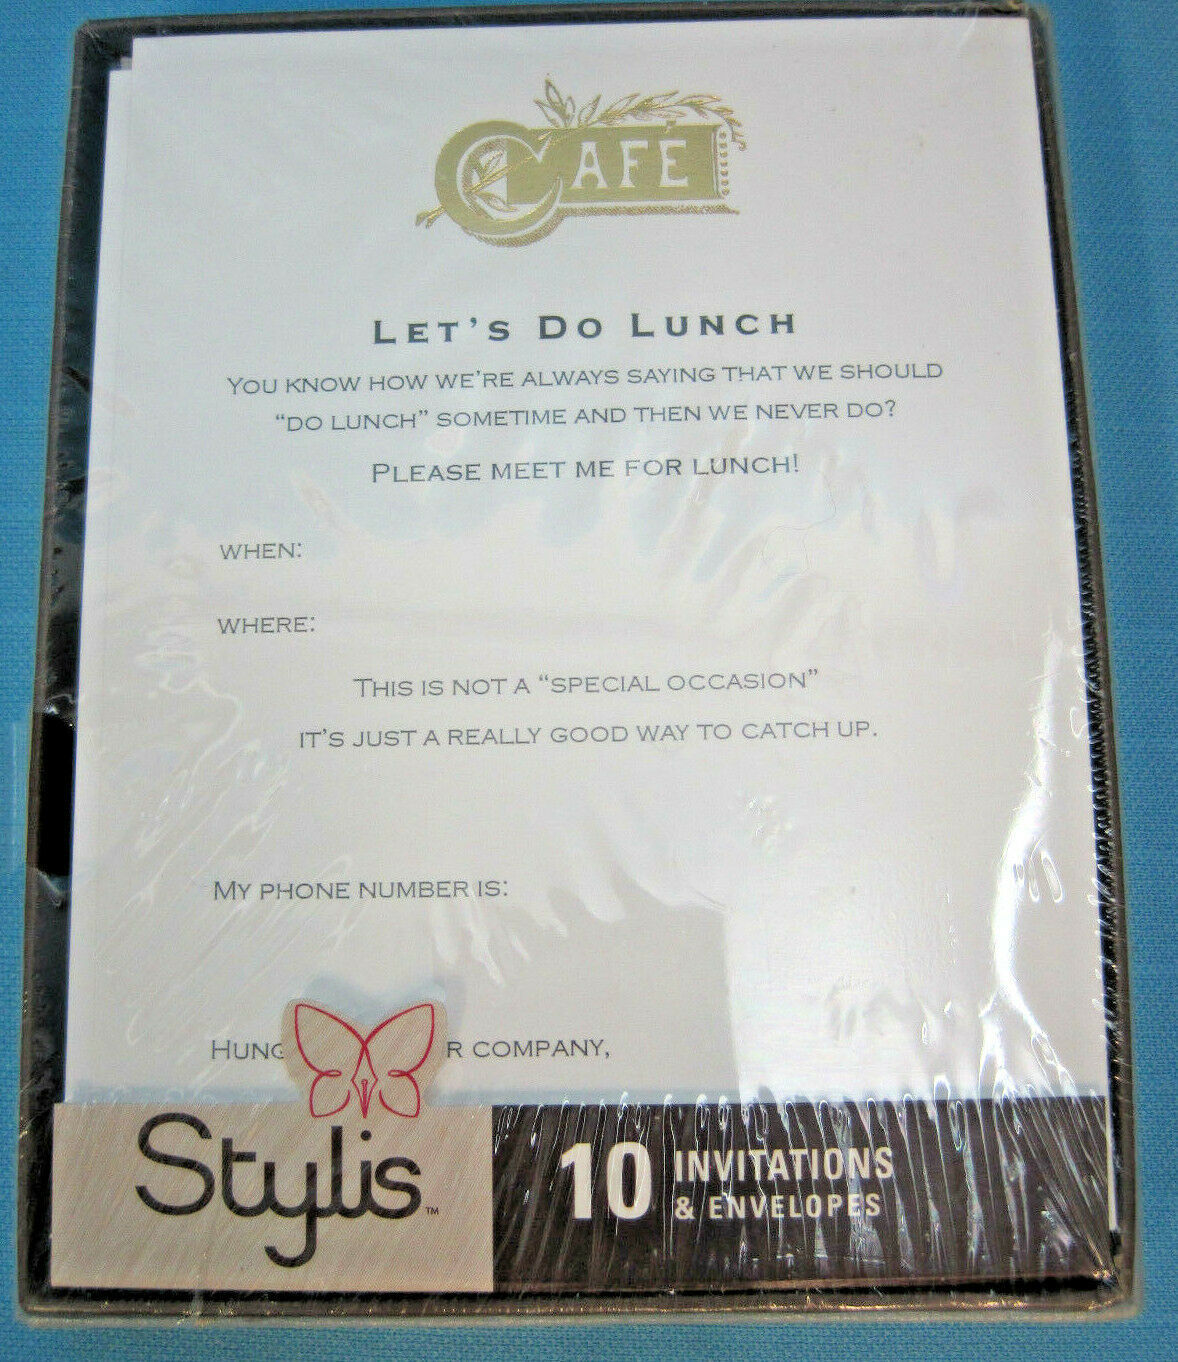 CAFÉ
LET'S DO LUNCH
YOU KNOW HOW WE'RE ALWAYS SAYING THAT WE SHOULD
"DO LUNCH" SOMETIME AND THEN WE NEVER DO?
PLEASE MEET ME FOR LUNCH!
WHEN:
WHERE:
THIS IS NOT A "SPECIAL OCCASION"
IT'S JUST A REALLY GOOD WAY TO CATCH UP.
MY PHONE NUMBER IS:
COMPANY,
Stylis™
10 INVITATIONS
& ENVELOPES